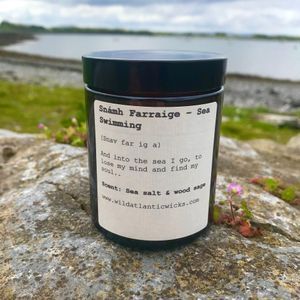 Snámh Farraige – Sea
Swimming
(Snav far ig a)
And into the sea I go, to
lose my mind and find my
soul..
Scent: Sea salt & wood sage
www.wildatlanticwicks.com